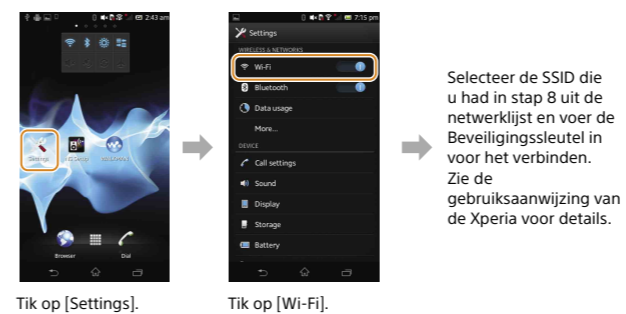 2:43 am
Settings
Browser
Dial
Tik op [Settings].
7:15 pm
Settings
WIRELESS & NETWORKS
Wi-Fi
Bluetooth
Data usage
More...
DEVICE
Call settings
Sound
Display
Storage
Battery
Tik op [Wi-Fi].
Selecteer de SSID die
u had in stap 8 uit de
netwerklijst en voer de
Beveiligingssleutel in
voor het verbinden.
Zie de
gebruiksaanwijzing van
de Xperia voor details.